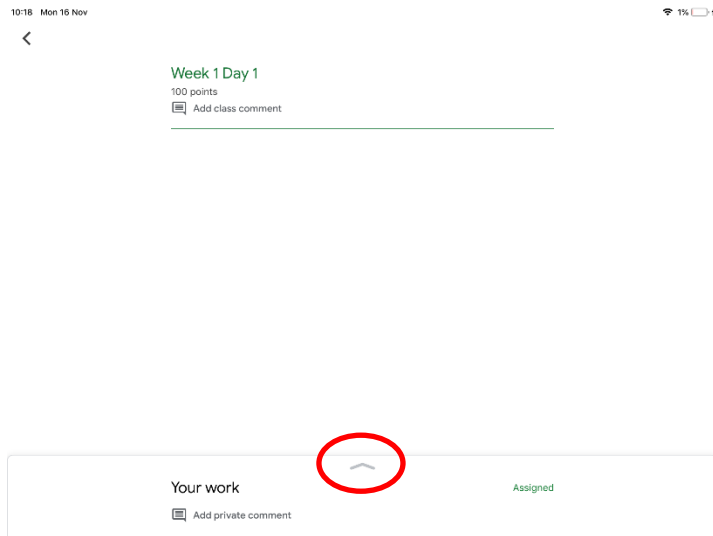 10:18 Mon 16 Nov 1%
Week 1 Day 1
100 points
Add class comment
Your work Assigned
Add private comment